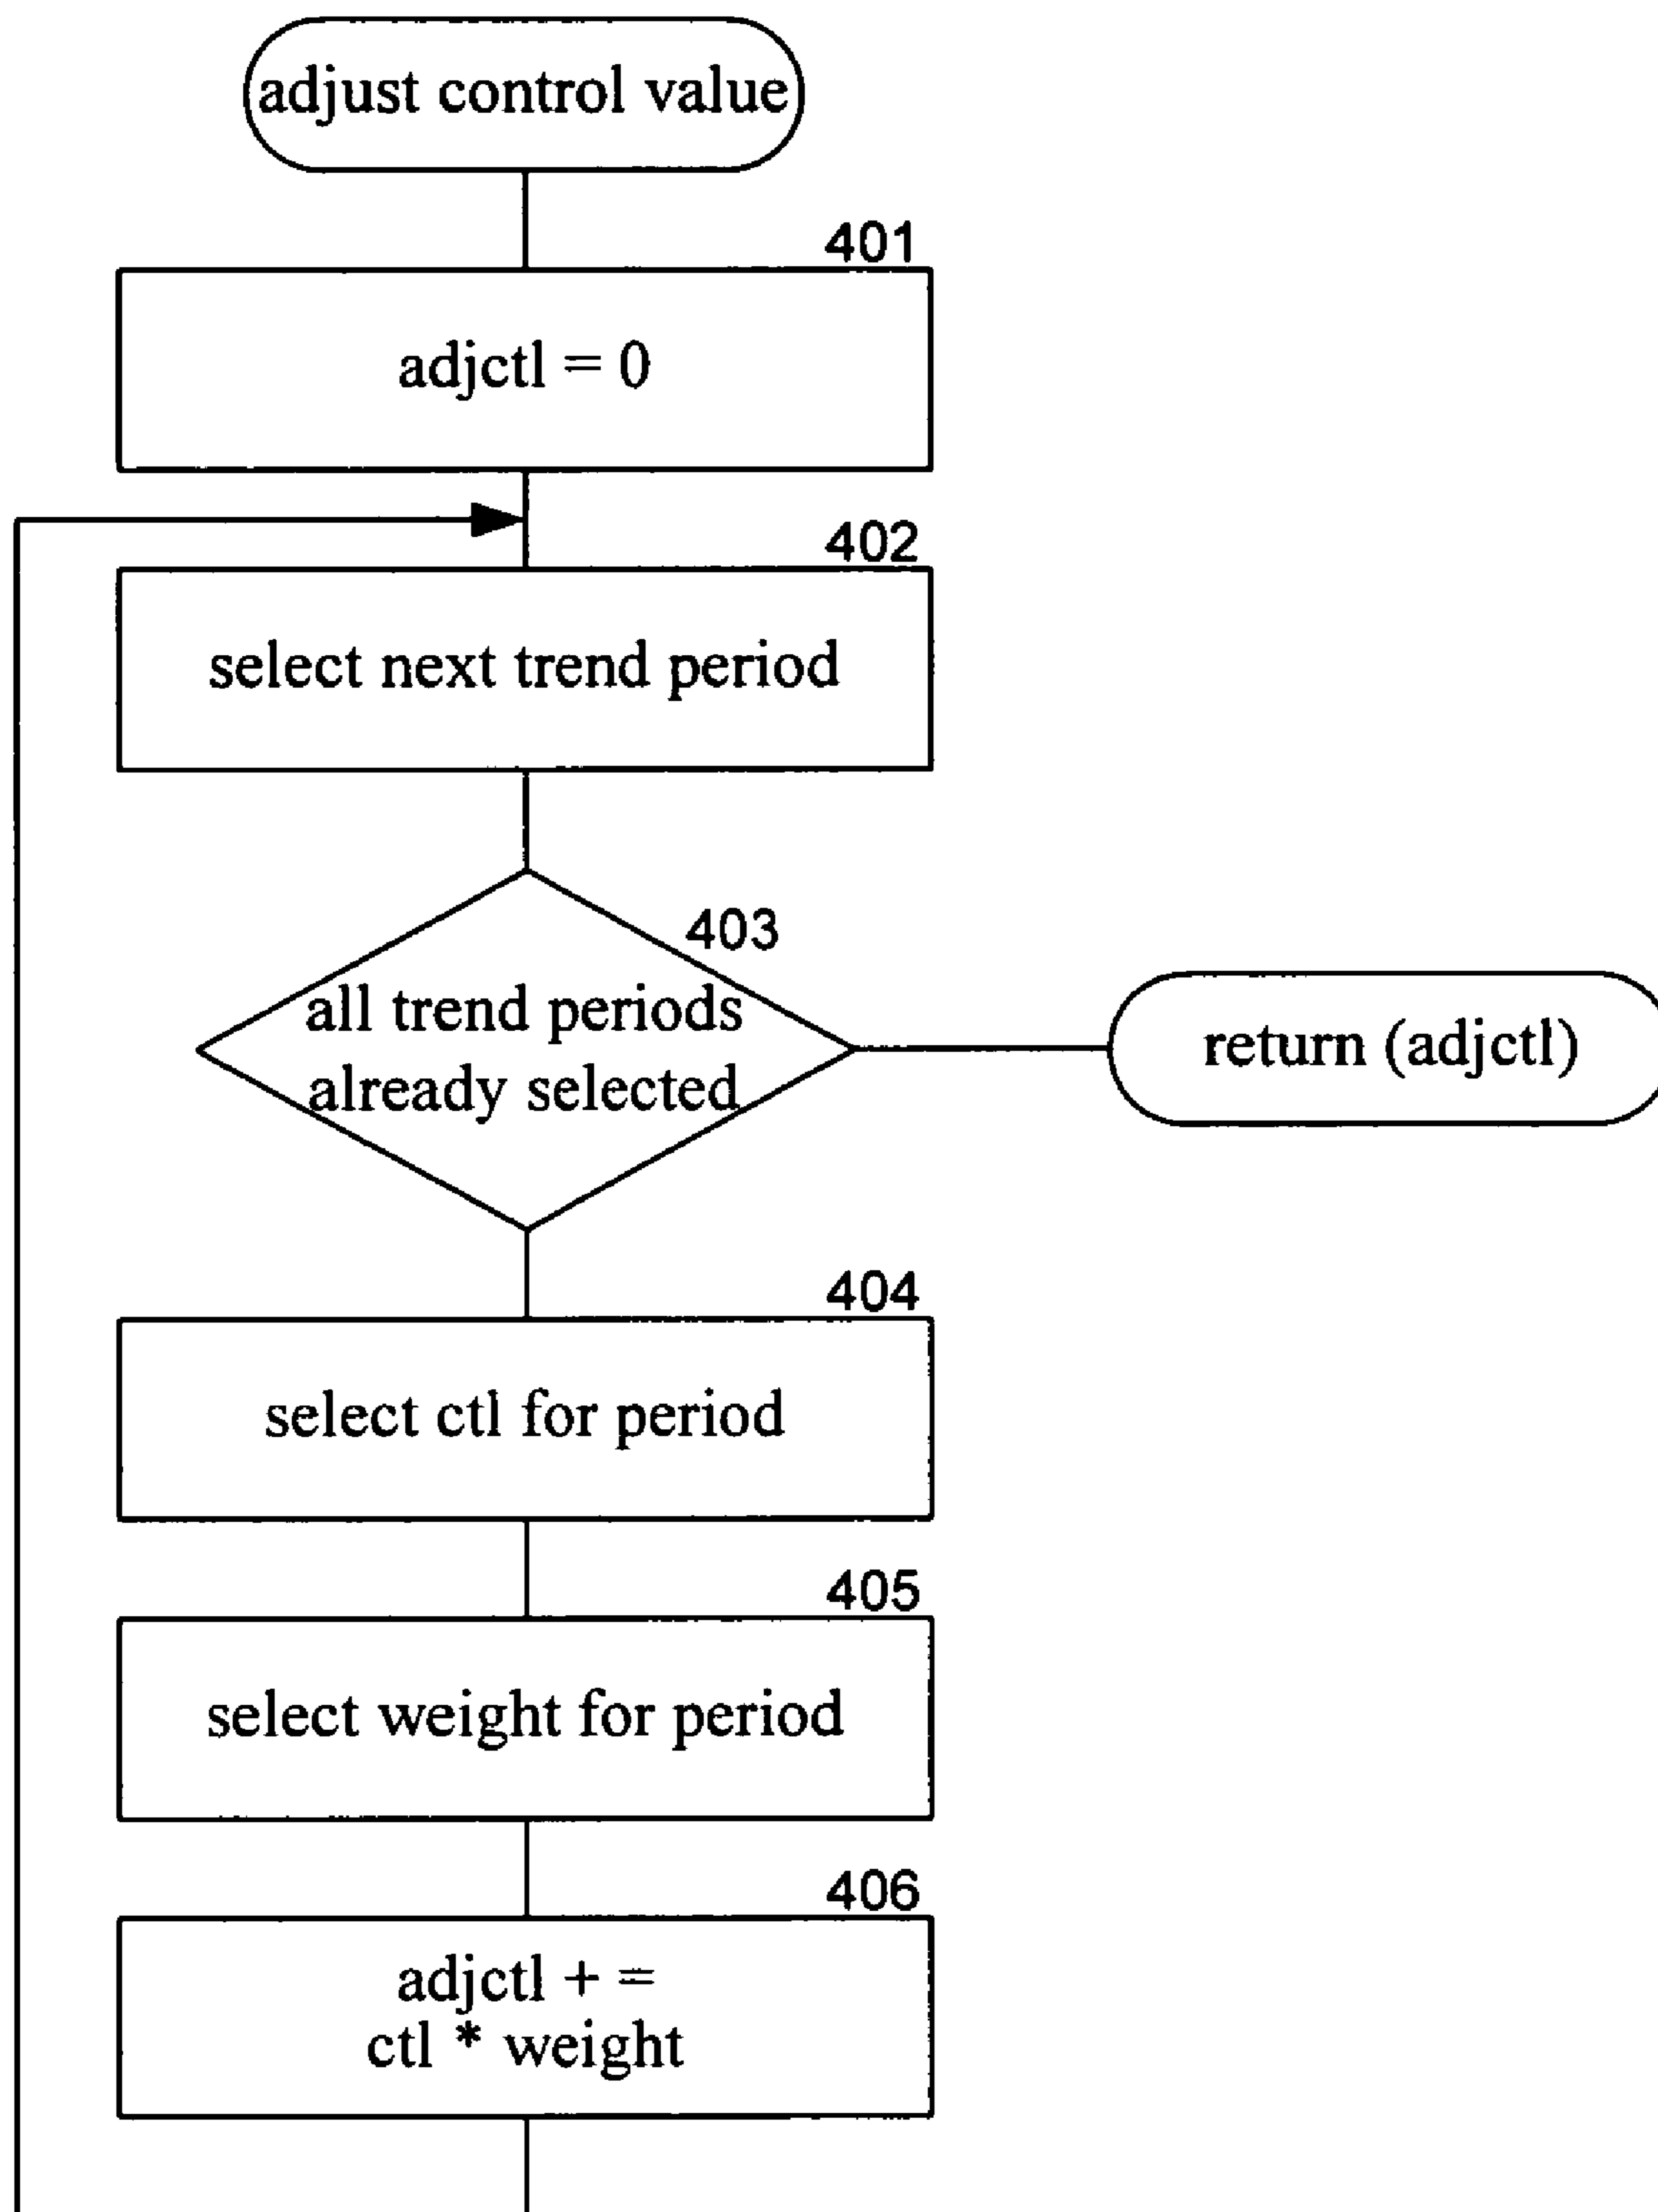 adjust control value
401
adjctl = 0
402
select next trend period
403
all trend periods
already selected
return (adjctl)
404
select ctl for period
405
select weight for period
406
adjctl + =
ctl * weight